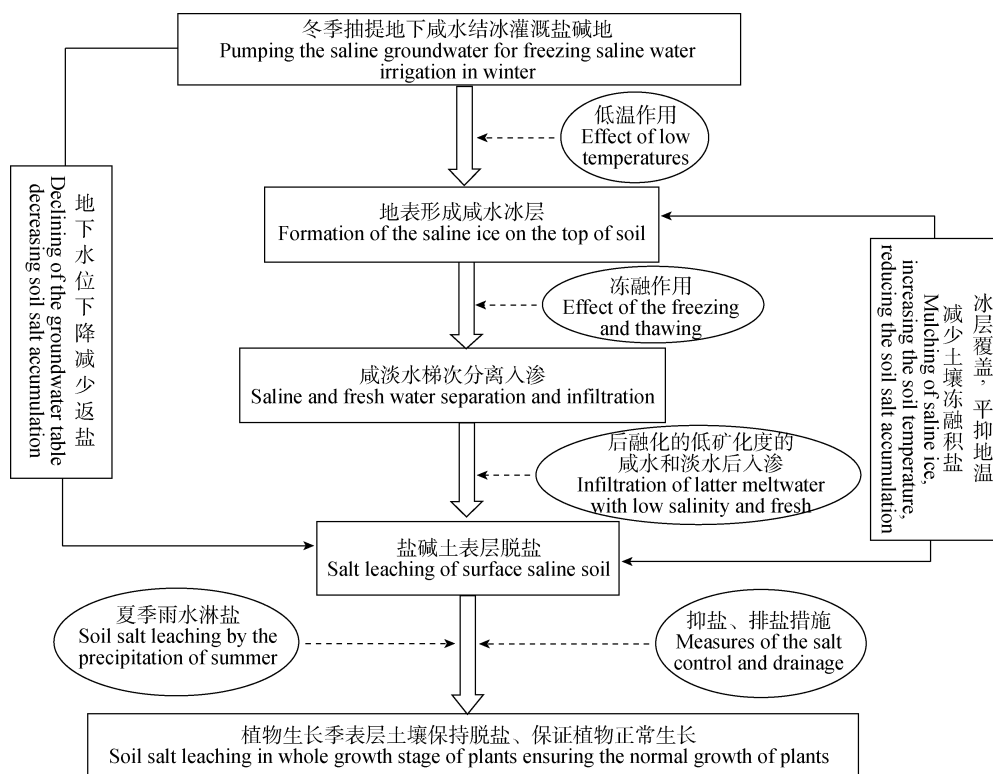 冬季抽提地下咸水结冰灌溉盐碱地
Pumping the saline groundwater for freezing saline water
irrigation in winter
低温作用
Effect of low
temperatures
地表形成咸水冰层
Formation of the saline ice on the top of soil
冻融作用
Effect of the freezing
and thawing
咸淡水梯次分离入渗
Saline and fresh water separation and infiltration
后融化的低矿化度的
咸水和淡水后入渗
Infiltration of latter meltwater
with low salinity and fresh
地下水位下降减少返盐
Declining of the groundwater table
decreasing soil salt accumulation
冰层覆盖，平抑地温
减少土壤冻融积盐
Mulching of saline ice,
increasing the soil temperature,
reducing the soil salt accumulation
盐碱土表层脱盐
Salt leaching of surface saline soil
夏季雨水淋盐
Soil salt leaching by the
precipitation of summer
抑盐、排盐措施
Measures of the salt
control and drainage
植物生长季表层土壤保持脱盐、保证植物正常生长
Soil salt leaching in whole growth stage of plants ensuring the normal growth of plants